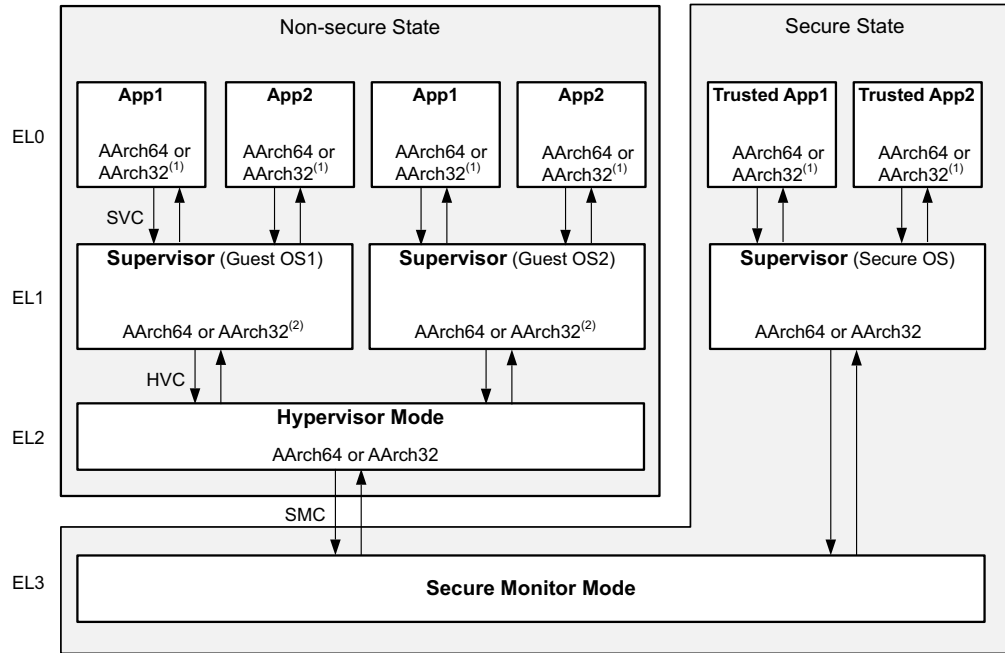 Non-secure State
Secure State
EL0
App1
AArch64 or
AArch32(1)
App2
AArch64 or
AArch32(1)
App1
AArch64 or
AArch32(1)
App2
AArch64 or
AArch32(1)
Trusted App1
AArch64 or
AArch32(1)
Trusted App2
AArch64 or
AArch32(1)
SVC
EL1
Supervisor (Guest OS1)
AArch64 or AArch32(2)
Supervisor (Guest OS2)
AArch64 or AArch32(2)
Supervisor (Secure OS)
AArch64 or AArch32
HVC
EL2
Hypervisor Mode
AArch64 or AArch32
SMC
EL3
Secure Monitor Mode